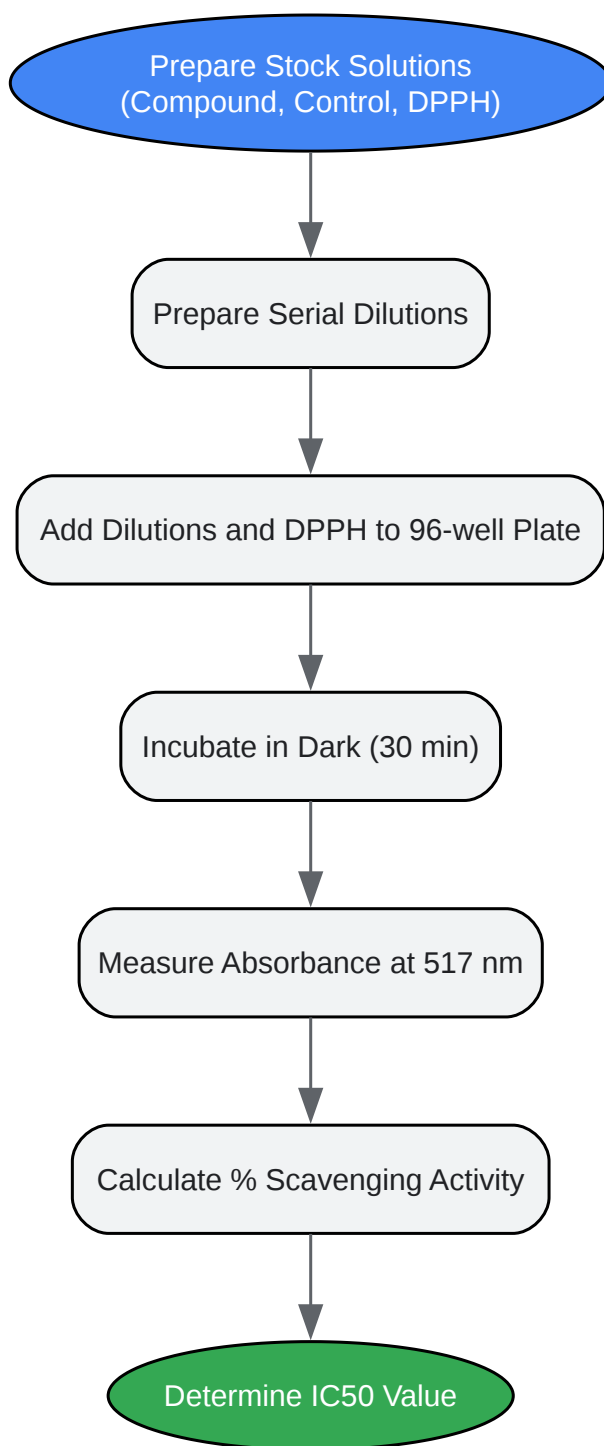 Prepare Stock Solutions
(Compound, Control, DPPH)
Prepare Serial Dilutions
Add Dilutions and DPPH to 96-well Plate
Incubate in Dark (30 min)
Measure Absorbance at 517 nm
Calculate % Scavenging Activity
Determine IC50 Value